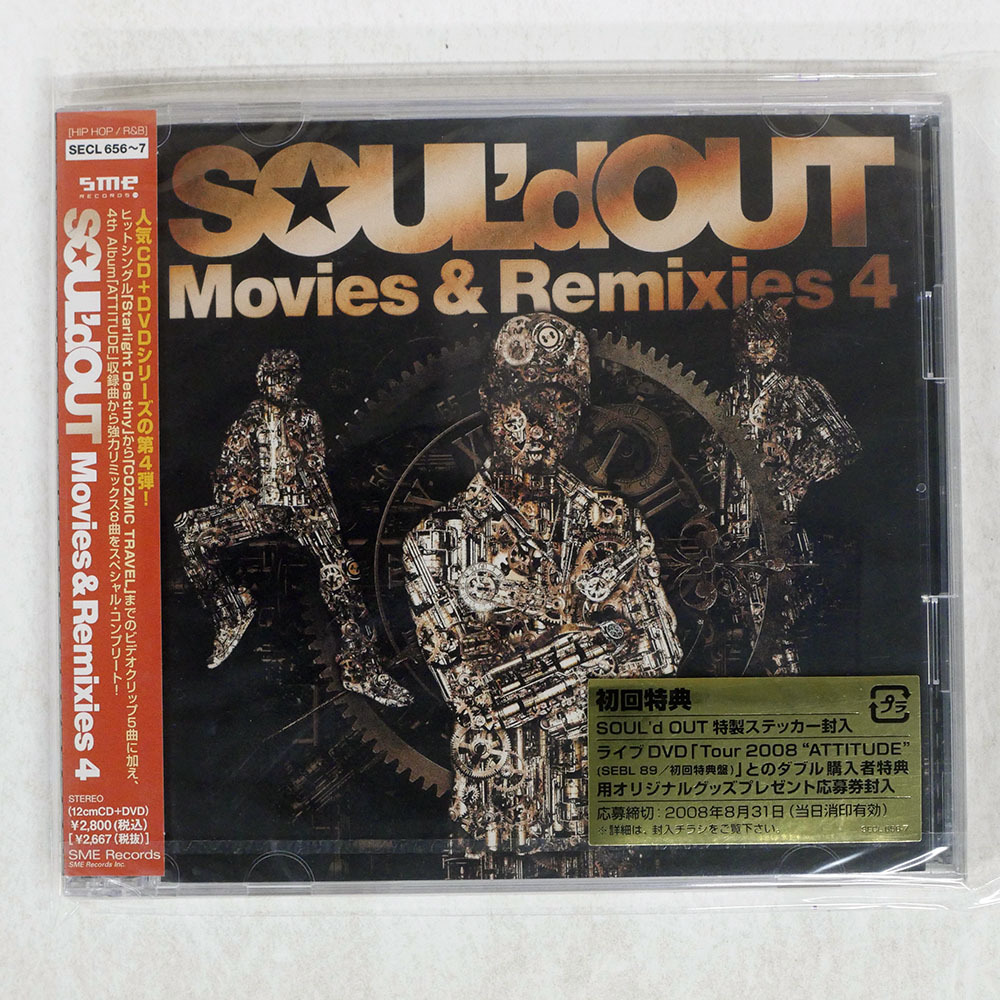 [HIP HOP / R&B]
SECL 656〜7
sme
RECORDS
SOUL'd OUT Movies & Remixies 4
人気CD+DVDシリーズの第4弾!
ヒットシングル「Starlight Destiny」から「COZMIC TRAVEL」までのビデオクリップ5曲に加え、
4th Album「ATTITUDE」収録曲から強力リミックス8曲をスペシャル・コンプリート!
STEREO
(12cmCD+DVD)
¥2,800(税込)
[¥2,667(税抜)]
SME Records
SME Records Inc.
SOUL'd OUT
Movies & Remixies 4
初回特典
プラ
SOUL'd OUT 特製ステッカー封入
ライブ DVD「Tour 2008 “ATTITUDE”
(SEBL 89/初回特典盤)」とのダブル購入者特典
用オリジナルグッズプレゼント応募券封入
応募締切:2008年8月31日(当日消印有効)
※詳細は、封入チラシをご覧下さい。
SECL 656-7